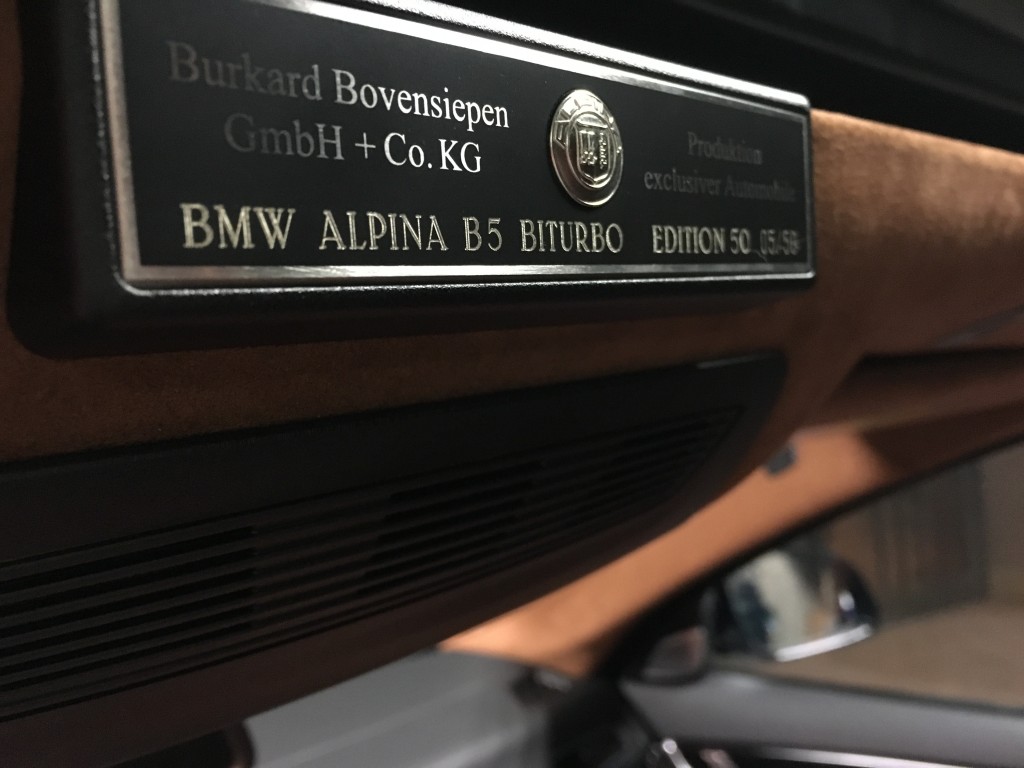 Burkard Bovensiepen
GmbH + Co. KG
Produktion
exclusiver Automobile
BMW ALPINA B5 BITURBO EDITION 50